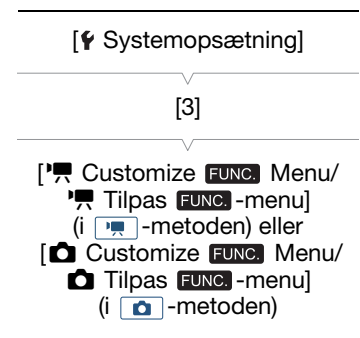 [Systemopsætning]
[3]
[Customize FUNC. Menu/
Tilpas FUNC. -menu]
(i -metoden) eller
[Customize FUNC. Menu/
Tilpas FUNC. -menu]
(i -metoden)